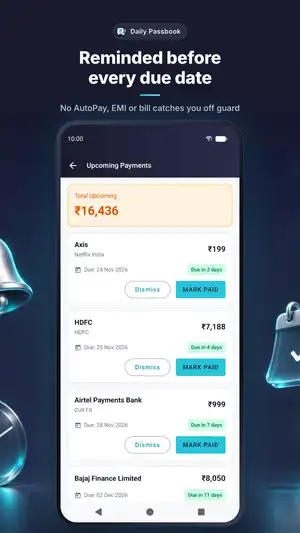 Daily Passbook
Reminded before
every due date
No AutoPay, EMI or bill catches you off guard
10:00
Upcoming Payments
Total Upcoming
₹16,436
Axis
₹199
Netflix India
Due: 24 Nov 2026
Due in 3 days
Dismiss
MARK PAID
HDFC
₹7,188
HDFC
Due: 25 Nov 2026
Due in 4 days
Dismiss
MARK PAID
Airtel Payments Bank
₹999
Cult Fit
Due: 28 Nov 2026
Due in 7 days
Dismiss
MARK PAID
Bajaj Finance Limited
₹8,050
Due: 02 Dec 2026
Due in 11 days